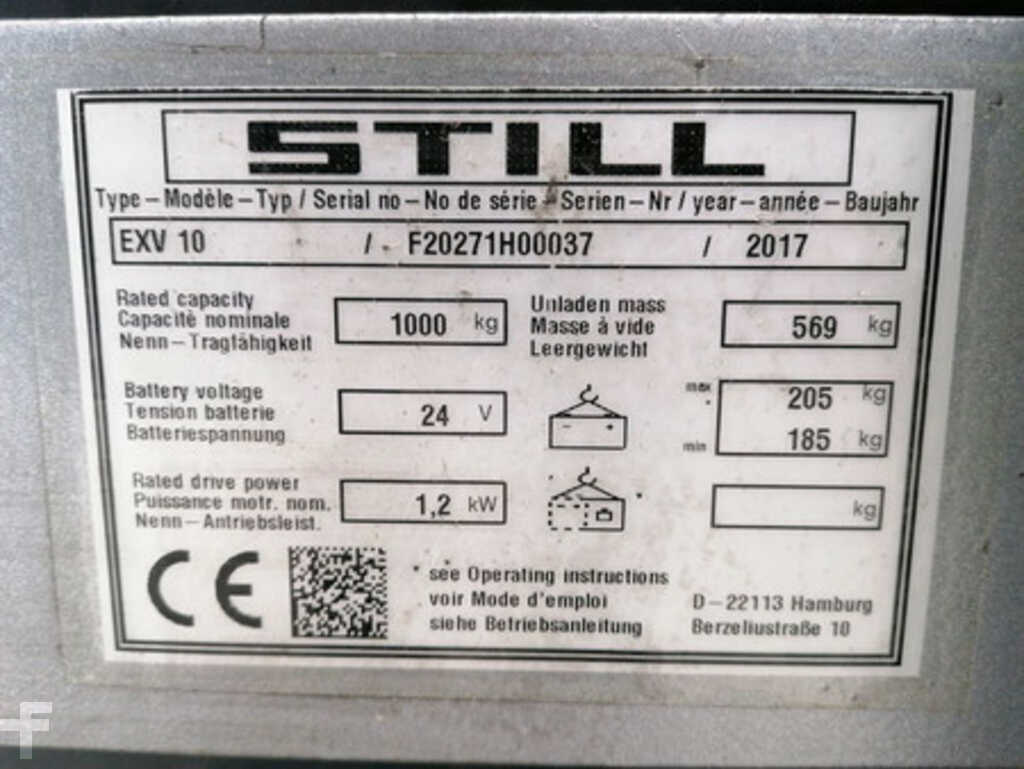 STILL
Type – Modèle – Typ / Serial no – No de série – Serien – Nr / year – année – Baujahr
EXV 10 / F20271H00037 / 2017
Rated capacity
Capacitè nominale
Nenn – Tragfähigkeit
1000 kg
Unladen mass
Masse à vide
Leergewicht
569 kg
Battery voltage
Tension batterie
Batteriespannung
24 V
max 205 kg
min 185 kg
Rated drive power
Puissance motr. nom.
Nenn – Antriebsleist.
1,2 kW
kg
CE
* see Operating instructions
voir Mode d'emploi
siehe Betriebsanleitung
D – 22113 Hamburg
Berzeliustraße 10